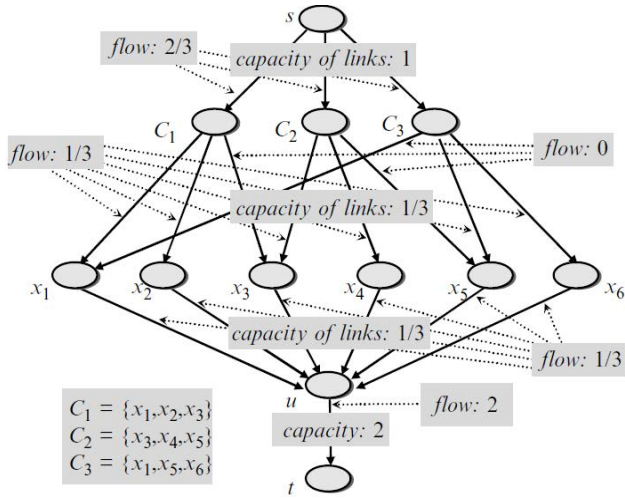 s
flow: 2/3
capacity of links: 1
C1
C2
C3
flow: 1/3
flow: 0
capacity of links: 1/3
x1
x2
x3
x4
x5
x6
capacity of links: 1/3
flow: 1/3
C1 = {x1,x2,x3}
C2 = {x3,x4,x5}
C3 = {x1,x5,x6}
u
flow: 2
capacity: 2
t